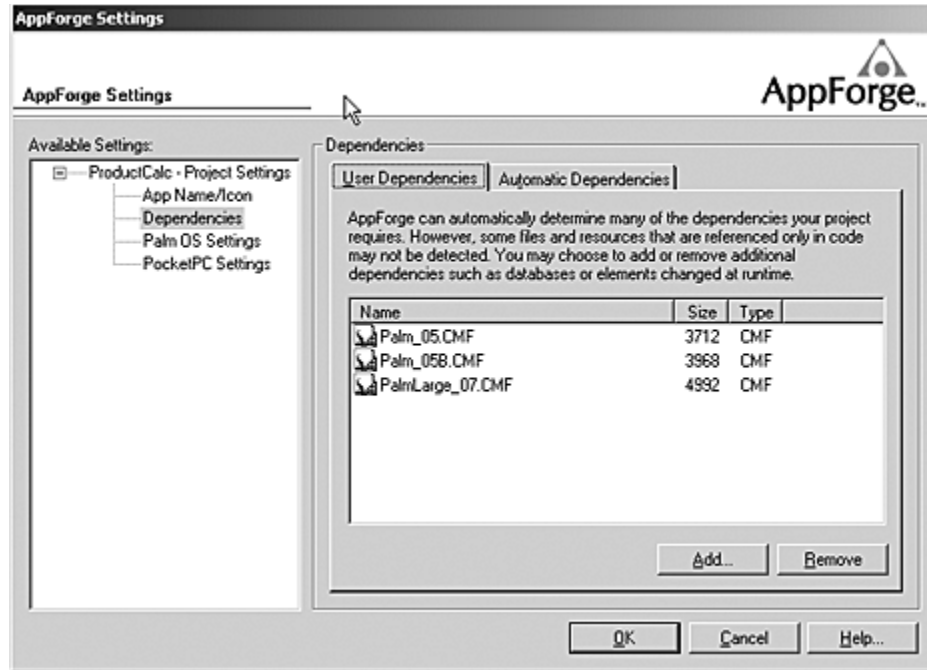 AppForge Settings
AppForge Settings
AppForge
Available Settings:
ProductCalc - Project Settings
App Name/Icon
Dependencies
Palm OS Settings
PocketPC Settings
Dependencies
User Dependencies Automatic Dependencies
AppForge can automatically determine many of the dependencies your project
requires. However, some files and resources that are referenced only in code
may not be detected. You may choose to add or remove additional
dependencies such as databases or elements changed at runtime.
Name Size Type
Palm_05.CMF 3712 CMF
Palm_05B.CMF 3968 CMF
PalmLarge_07.CMF 4992 CMF
Add... Remove
OK Cancel Help...